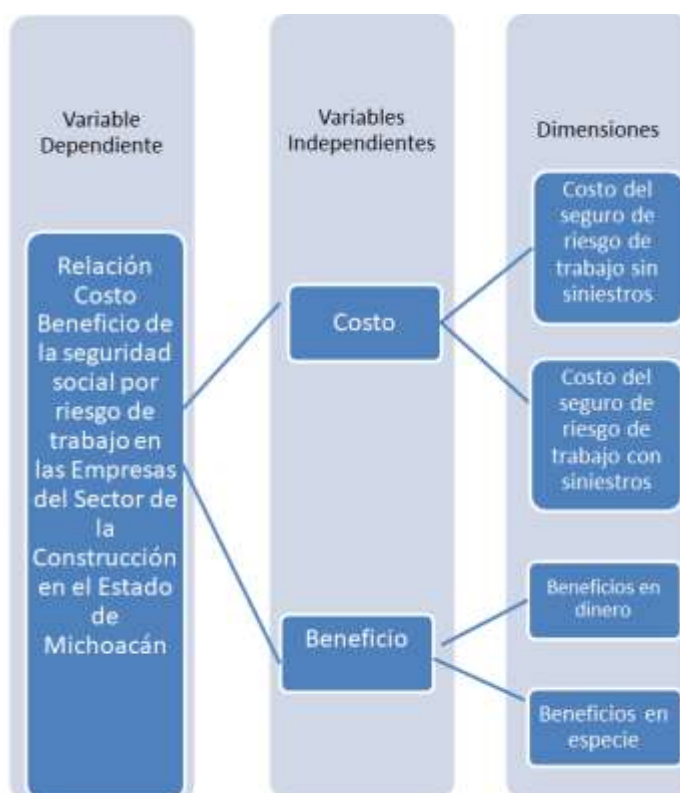 Variable
Dependiente
Relación
Costo
Beneficio de
la seguridad
social por
riesgo de
trabajo en
las Empresas
del Sector de
la
Construcción
en el Estado
de
Michoacán
Variables
Independientes
Costo
Beneficio
Dimensiones
Costo del
seguro de
riesgo de
trabajo sin
siniestros
Costo del
seguro de
riesgo de
trabajo con
siniestros
Beneficios en
dinero
Beneficios en
especie